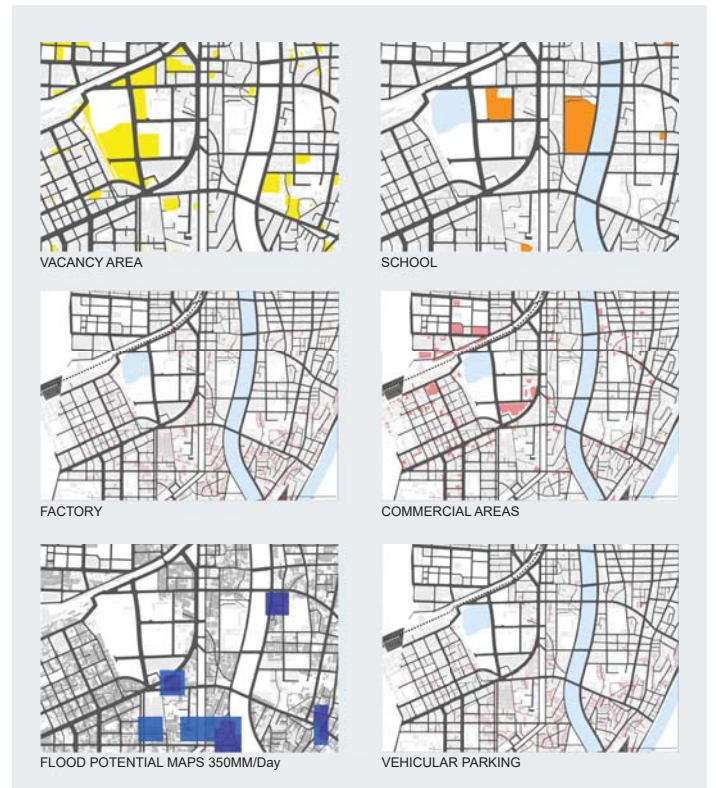 VACANCY AREA
SCHOOL
FACTORY
COMMERCIAL AREAS
FLOOD POTENTIAL MAPS 350MM/Day
VEHICULAR PARKING